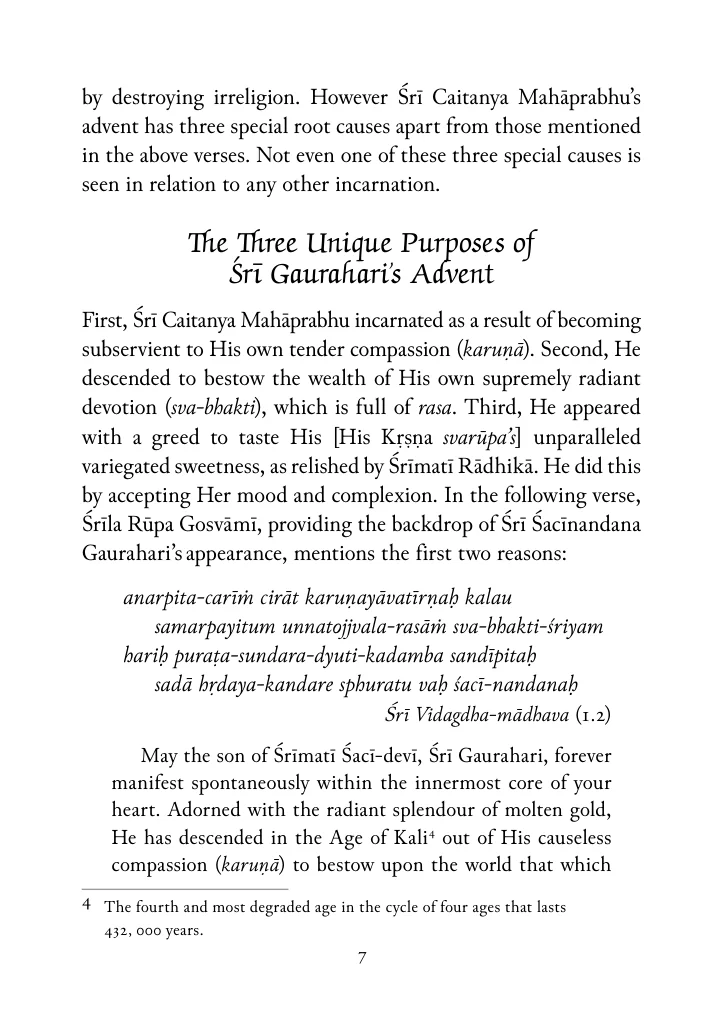 by destroying irreligion. However Śrī Caitanya Mahāprabhu's
advent has three special root causes apart from those mentioned
in the above verses. Not even one of these three special causes is
seen in relation to any other incarnation.
The Three Unique Purposes of
Śrī Gaurahari's Advent
First, Śrī Caitanya Mahāprabhu incarnated as a result of becoming
subservient to His own tender compassion (karuṇā). Second, He
descended to bestow the wealth of His own supremely radiant
devotion (sva-bhakti), which is full of rasa. Third, He appeared
with a greed to taste His [His Kṛṣṇa svarūpa's] unparalleled
variegated sweetness, as relished by Śrīmatī Rādhikā. He did this
by accepting Her mood and complexion. In the following verse,
Śrīla Rūpa Gosvāmī, providing the backdrop of Śrī Śacīnandana
Gaurahari's appearance, mentions the first two reasons:
anarpita-carīṁ cirāt karuṇayāvatīrṇaḥ kalau
samarpayitum unnatojjvala-rasāṁ sva-bhakti-śriyam
hariḥ puraṭa-sundara-dyuti-kadamba sandīpitaḥ
sadā hṛdaya-kandare sphuratu vaḥ śacī-nandanaḥ
Śrī Vidagdha-mādhava (1.2)
May the son of Śrīmatī Śacī-devī, Śrī Gaurahari, forever
manifest spontaneously within the innermost core of your
heart. Adorned with the radiant splendour of molten gold,
He has descended in the Age of Kali⁴ out of His causeless
compassion (karuṇā) to bestow upon the world that which
4 The fourth and most degraded age in the cycle of four ages that lasts
432, 000 years.
7